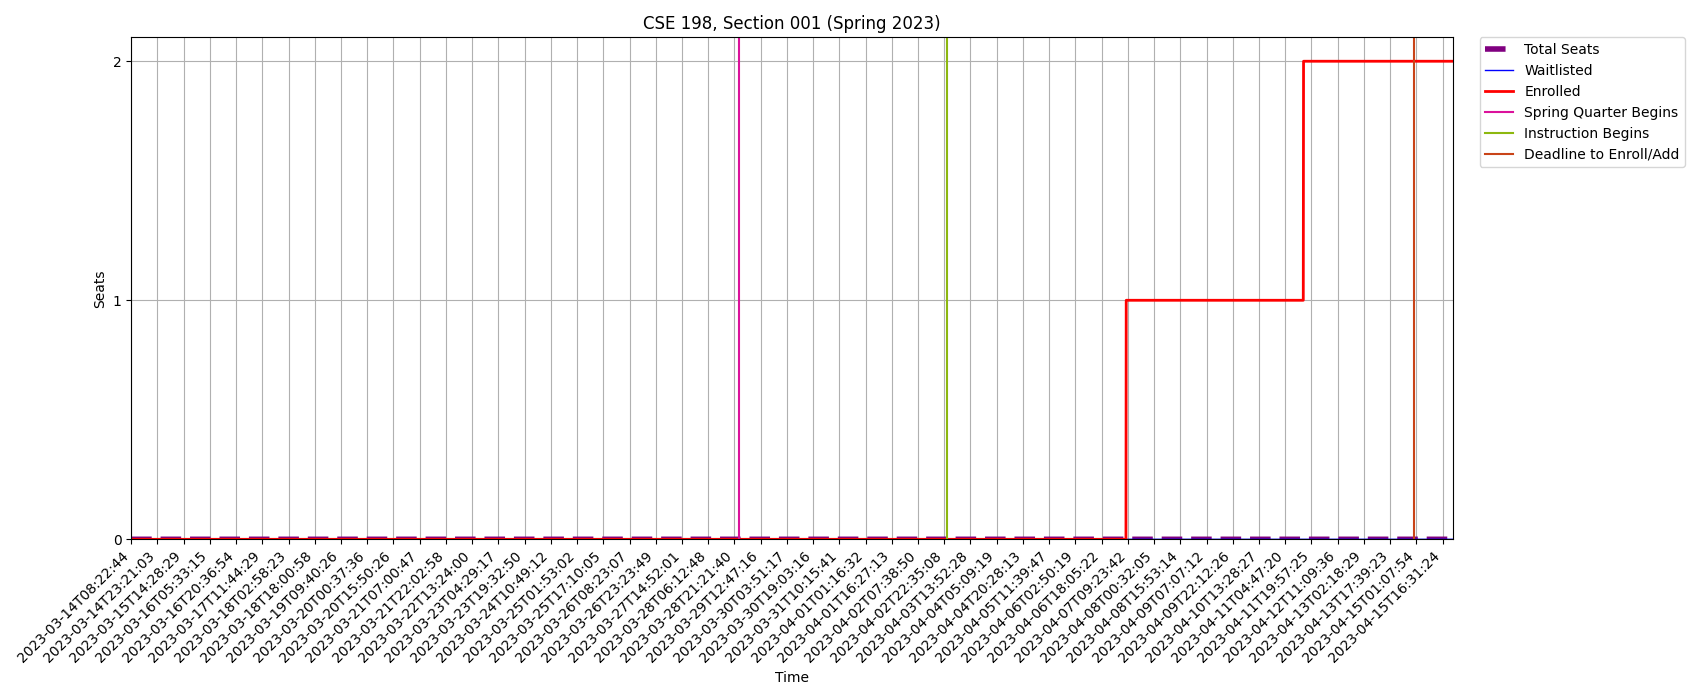 CSE 198, Section 001 (Spring 2023)
Total Seats
Waitlisted
Enrolled
Spring Quarter Begins
Instruction Begins
Deadline to Enroll/Add
Seats
2
1
0
2023-03-14T08:22:44
2023-03-14T23:21:03
2023-03-15T14:28:29
2023-03-16T05:33:15
2023-03-16T20:36:54
2023-03-17T11:44:29
2023-03-18T02:58:23
2023-03-18T18:00:58
2023-03-19T09:40:26
2023-03-20T00:37:36
2023-03-20T15:50:26
2023-03-21T07:00:47
2023-03-21T22:02:58
2023-03-22T13:24:00
2023-03-23T04:29:17
2023-03-23T19:32:50
2023-03-24T10:49:12
2023-03-25T01:53:02
2023-03-25T17:10:05
2023-03-26T08:23:07
2023-03-26T23:23:49
2023-03-27T14:52:01
2023-03-28T06:12:48
2023-03-28T21:21:40
2023-03-29T12:47:16
2023-03-30T03:51:17
2023-03-30T19:03:16
2023-03-31T10:15:41
2023-04-01T01:16:32
2023-04-01T16:27:13
2023-04-02T07:38:50
2023-04-02T22:35:08
2023-04-03T13:52:28
2023-04-04T05:09:19
2023-04-04T20:28:13
2023-04-05T11:39:47
2023-04-06T02:50:19
2023-04-06T18:05:22
2023-04-07T09:23:42
2023-04-08T00:32:05
2023-04-08T15:53:14
2023-04-09T07:07:12
2023-04-09T22:12:26
2023-04-10T13:28:27
2023-04-11T04:47:20
2023-04-11T19:57:25
2023-04-12T11:09:36
2023-04-13T02:18:29
2023-04-13T17:39:23
2023-04-15T01:07:54
2023-04-15T16:31:24
Time